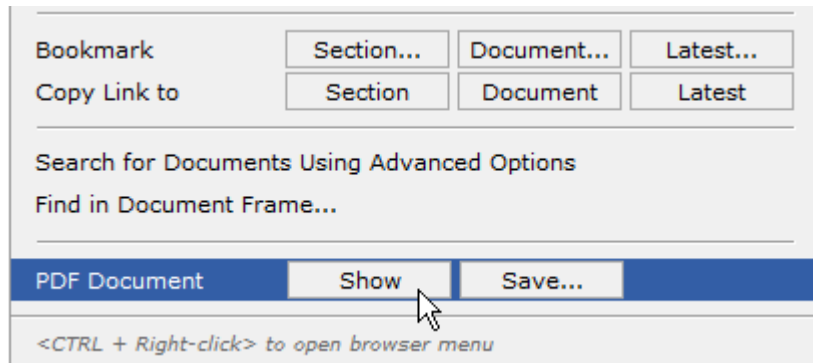 Bookmark Section... Document... Latest...
Copy Link to Section Document Latest
Search for Documents Using Advanced Options
Find in Document Frame...
PDF Document Show Save...
<CTRL + Right-click> to open browser menu